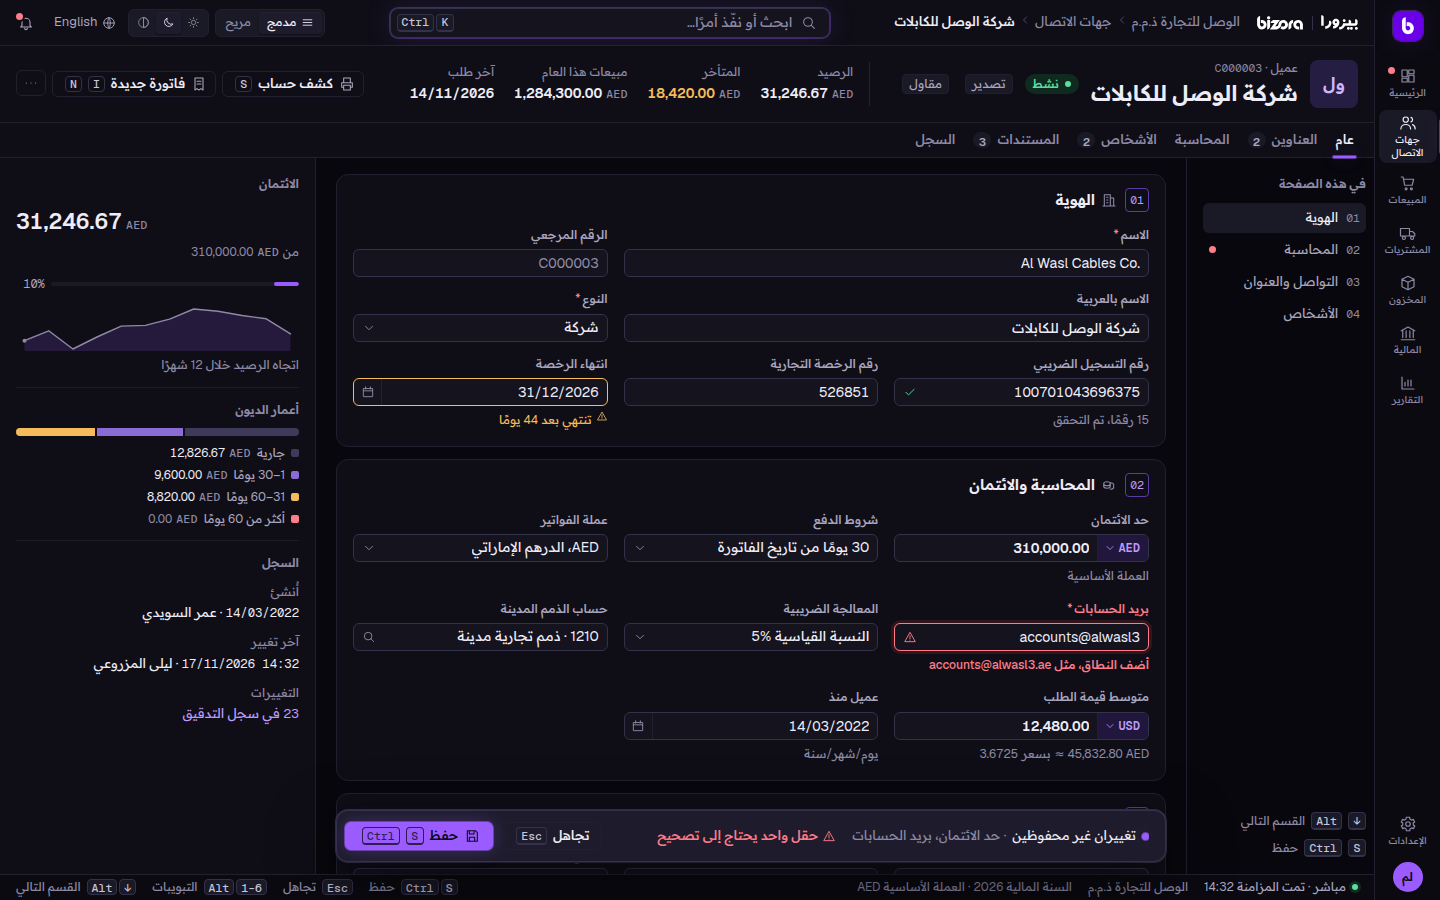 بيزورا | bizora
الوصل للتجارة ذ.م.م › جهات الاتصال › شركة الوصل للكابلات
ابحث أو نفّذ أمرًا...
Ctrl K
مدمج
مريح
English
الرئيسية
جهات الاتصال
المبيعات
المشتريات
المخزون
المالية
التقارير
الإعدادات
لم
ول
عميل · C000003
شركة الوصل للكابلات
نشط
تصدير
مقاول
الرصيد
31,246.67 AED
المتأخر
18,420.00 AED
مبيعات هذا العام
1,284,300.00 AED
آخر طلب
14/11/2026
كشف حساب S
فاتورة جديدة I N
...
عام
العناوين 2
المحاسبة
الأشخاص 2
المستندات 3
السجل
في هذه الصفحة
01 الهوية
02 المحاسبة
03 التواصل والعنوان
04 الأشخاص
Alt ↓ القسم التالي
Ctrl S حفظ
01 الهوية
الاسم *
Al Wasl Cables Co.
الرقم المرجعي
C000003
الاسم بالعربية
شركة الوصل للكابلات
النوع *
شركة
رقم التسجيل الضريبي
100701043696375
15 رقمًا، تم التحقق
رقم الرخصة التجارية
526851
انتهاء الرخصة
31/12/2026
تنتهي بعد 44 يومًا
02 المحاسبة والائتمان
حد الائتمان
AED 310,000.00
العملة الأساسية
شروط الدفع
30 يومًا من تاريخ الفاتورة
عملة الفواتير
AED، الدرهم الإماراتي
بريد الحسابات *
accounts@alwasl3
أضف النطاق، مثل accounts@alwasl3.ae
المعالجة الضريبية
النسبة القياسية 5%
حساب الذمم المدينة
1210 · ذمم تجارية مدينة
متوسط قيمة الطلب
USD 12,480.00
≈ 45,832.80 AED بسعر 3.6725
عميل منذ
14/03/2022
يوم/شهر/سنة
تغييران غير محفوظين · حد الائتمان، بريد الحسابات
حقل واحد يحتاج إلى تصحيح
تجاهل Esc
حفظ Ctrl S
الائتمان
31,246.67 AED
من 310,000.00 AED
10%
اتجاه الرصيد خلال 12 شهرًا
أعمار الديون
جارية 12,826.67 AED
1–30 يومًا 9,600.00 AED
31–60 يومًا 8,820.00 AED
أكثر من 60 يومًا 0.00 AED
السجل
أُنشئ
14/03/2022 · عمر السويدي
آخر تغيير
17/11/2026 14:32 · ليلى المزروعي
التغييرات
23 في سجل التدقيق
مباشر · تمت المزامنة 14:32
الوصل للتجارة ذ.م.م
السنة المالية 2026 · العملة الأساسية AED
Ctrl S حفظ
Esc تجاهل
Alt 1–6 التبويبات
Alt ↓ القسم التالي